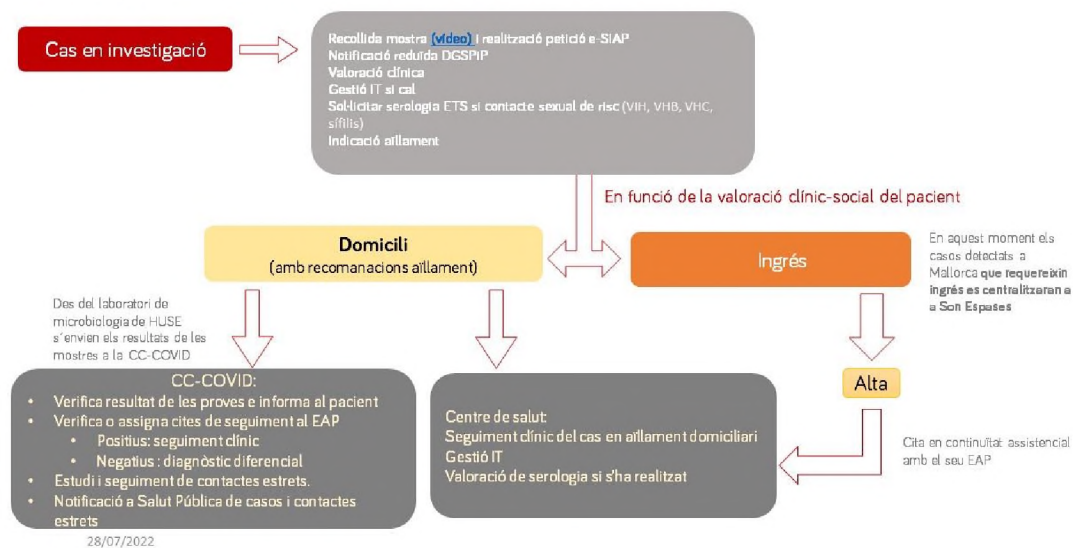 Cas en investigació
Recollida mostra (vídeo) i realització petició e-SIAP
Notificació reduïda DGSPIP
Valoració clínica
Gestió IT si cal
Sol·licitar serologia ETS si contacte sexual de risc (VIH, VHB, VHC,
sífilis)
Indicació aïllament
En funció de la valoració clínic-social del pacient
Domicili
(amb recomanacions aïllament)
Ingrés
En aquest moment els
casos detectats a
Mallorca que requereixin
ingrés es centralitzaran a
a Son Espases
Des del laboratori de
microbiologia de HUSE
s´envien els resultats de les
mostres a la CC-COVID
CC-COVID:
• Verifica resultat de les proves e informa al pacient
• Verifica o assigna cites de seguiment al EAP
• Positius: seguiment clínic
• Negatius : diagnòstic diferencial
• Estudi i seguiment de contactes estrets.
• Notificació a Salut Pública de casos i contactes
estrets
Centre de salut:
Seguiment clínic del cas en aïllament domiciliari
Gestió IT
Valoració de serologia si s'ha realitzat
Alta
Cita en continuïtat assistencial
amb el seu EAP
28/07/2022